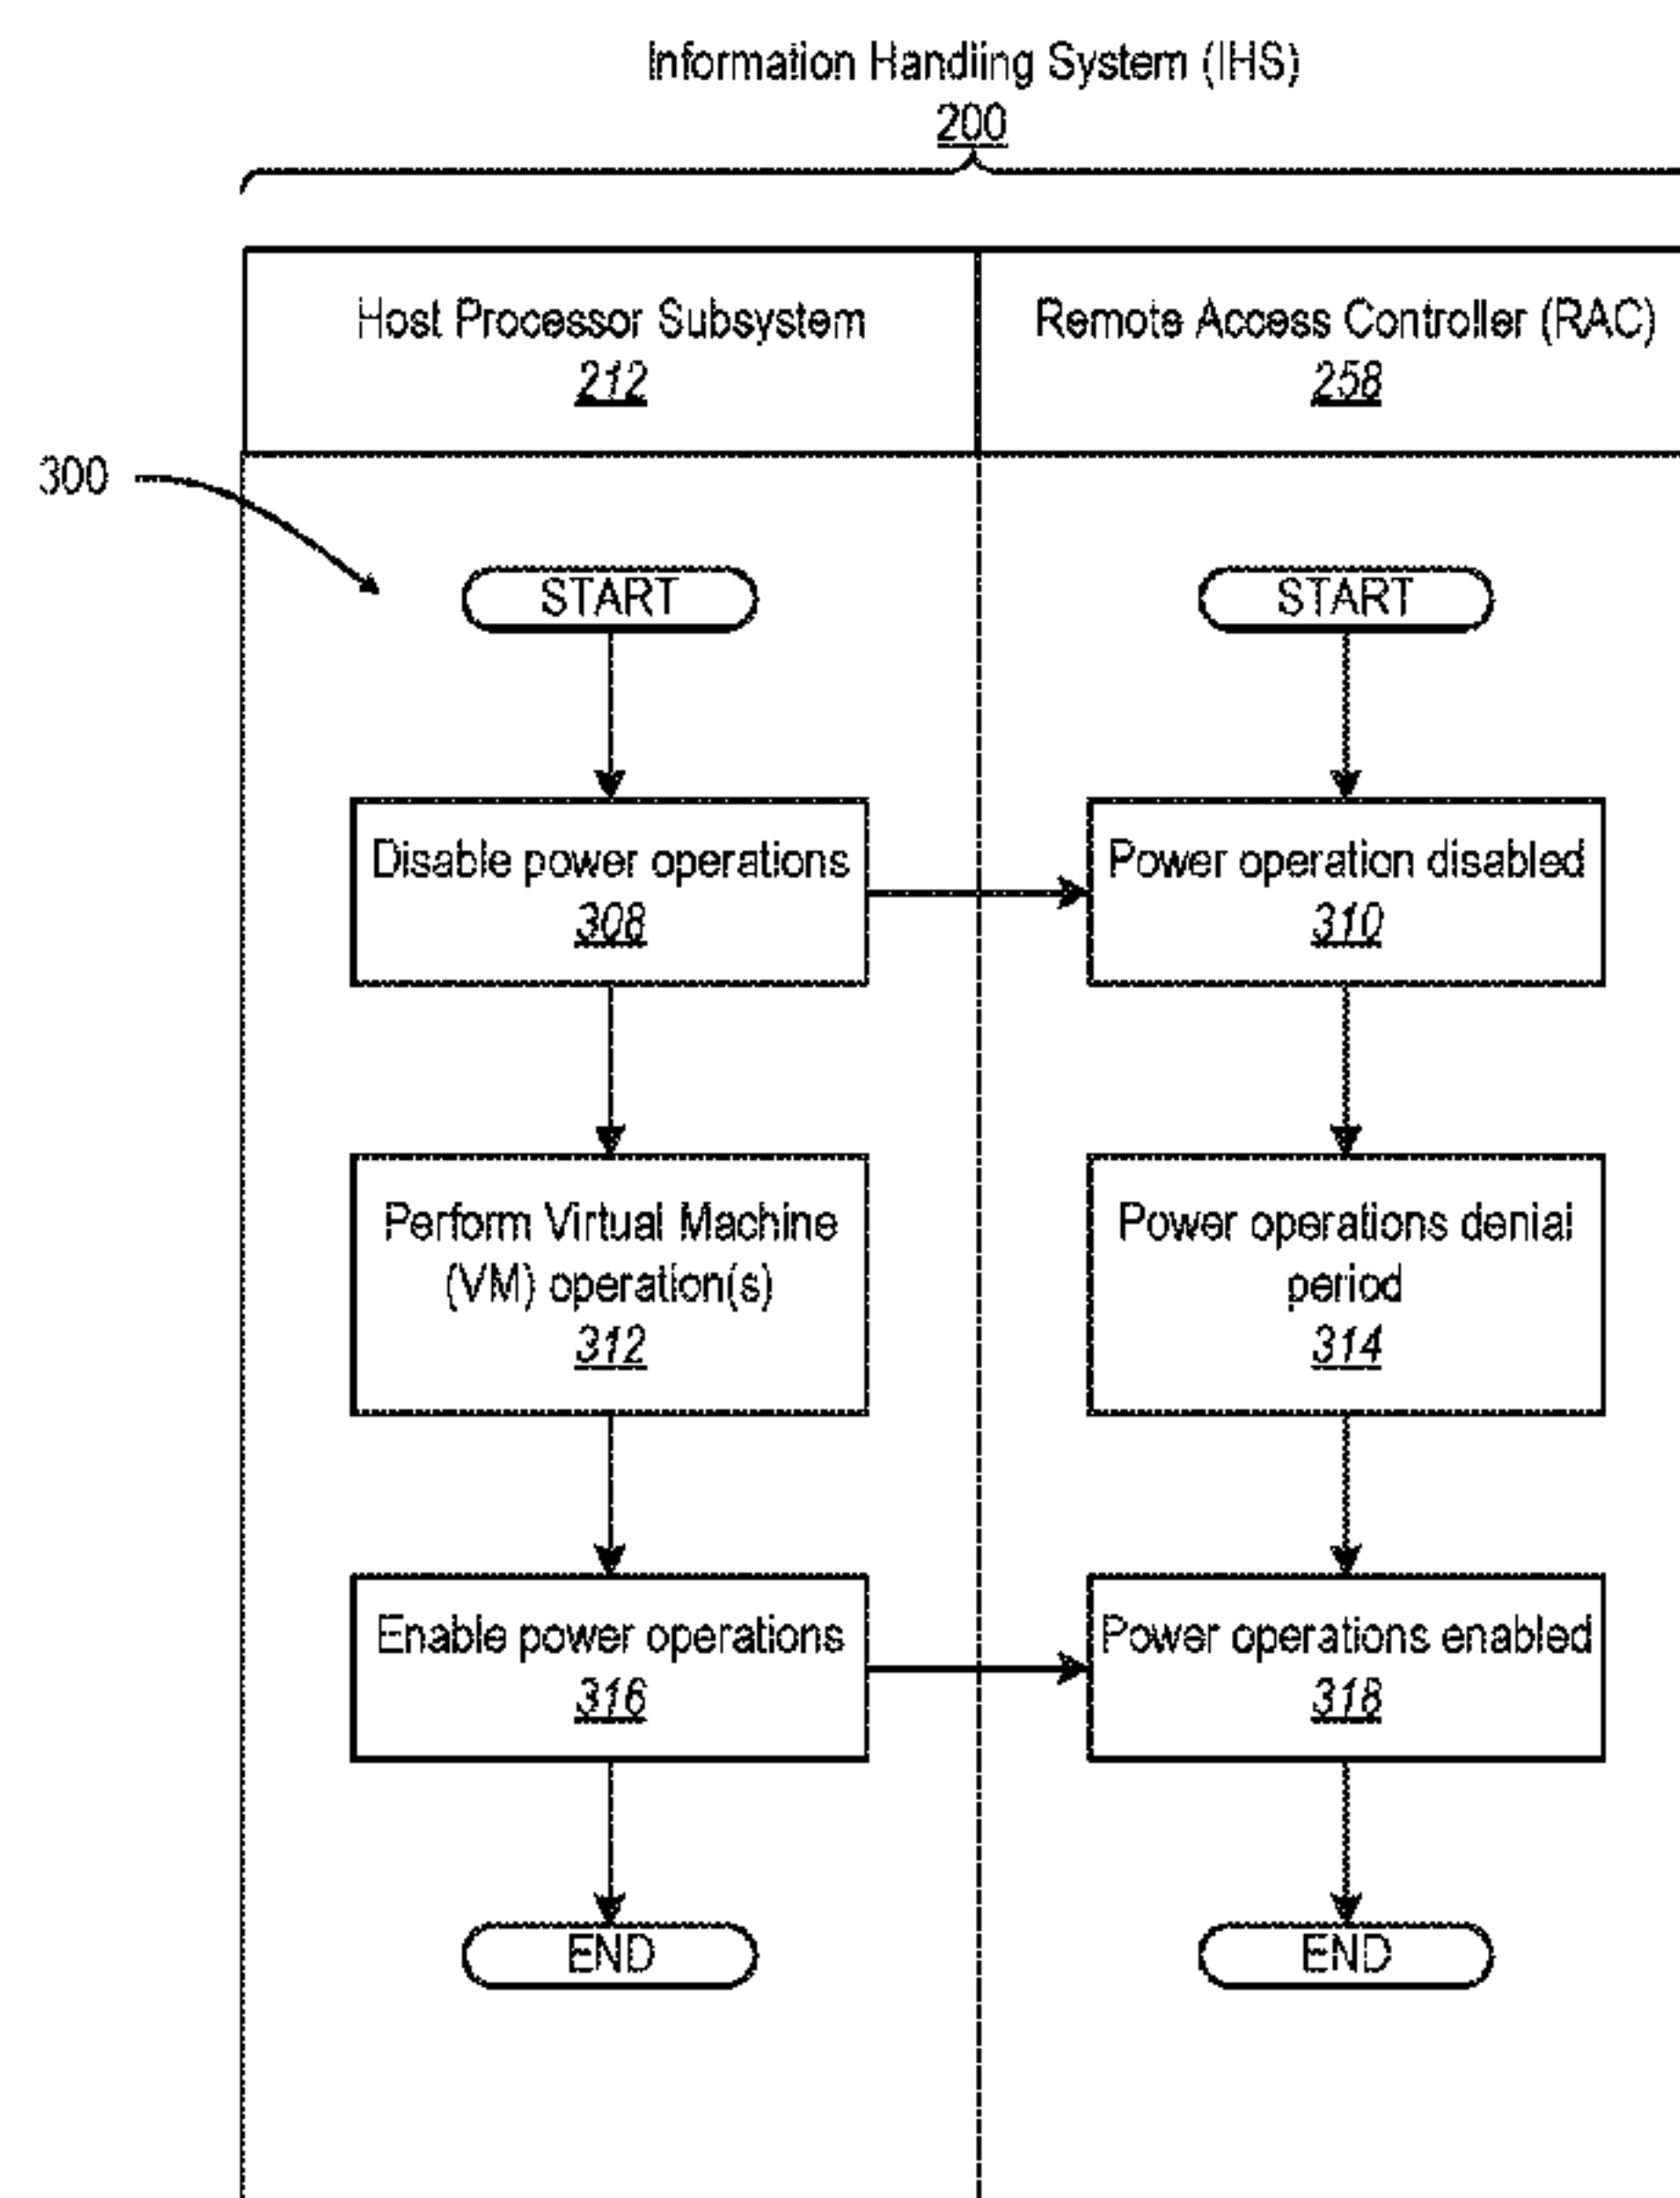 Information Handling System (IHS)
200
Host Processor Subsystem
212
Remote Access Controller (RAC)
258
300
START
START
Disable power operations
308
Power operation disabled
310
Perform Virtual Machine
(VM) operation(s)
312
Power operations denial
period
314
Enable power operations
316
Power operations enabled
318
END
END